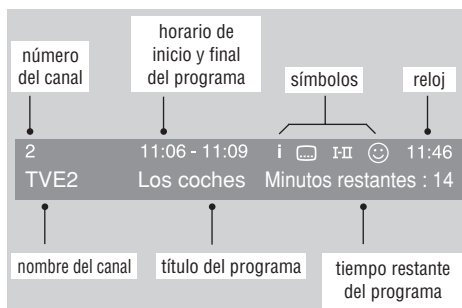 número
del canal
horario de
inicio y final
del programa
símbolos
reloj
2 11:06 - 11:09 i I-II 11:46
TVE2 Los coches Minutos restantes : 14
nombre del canal
título del programa
tiempo restante
del programa